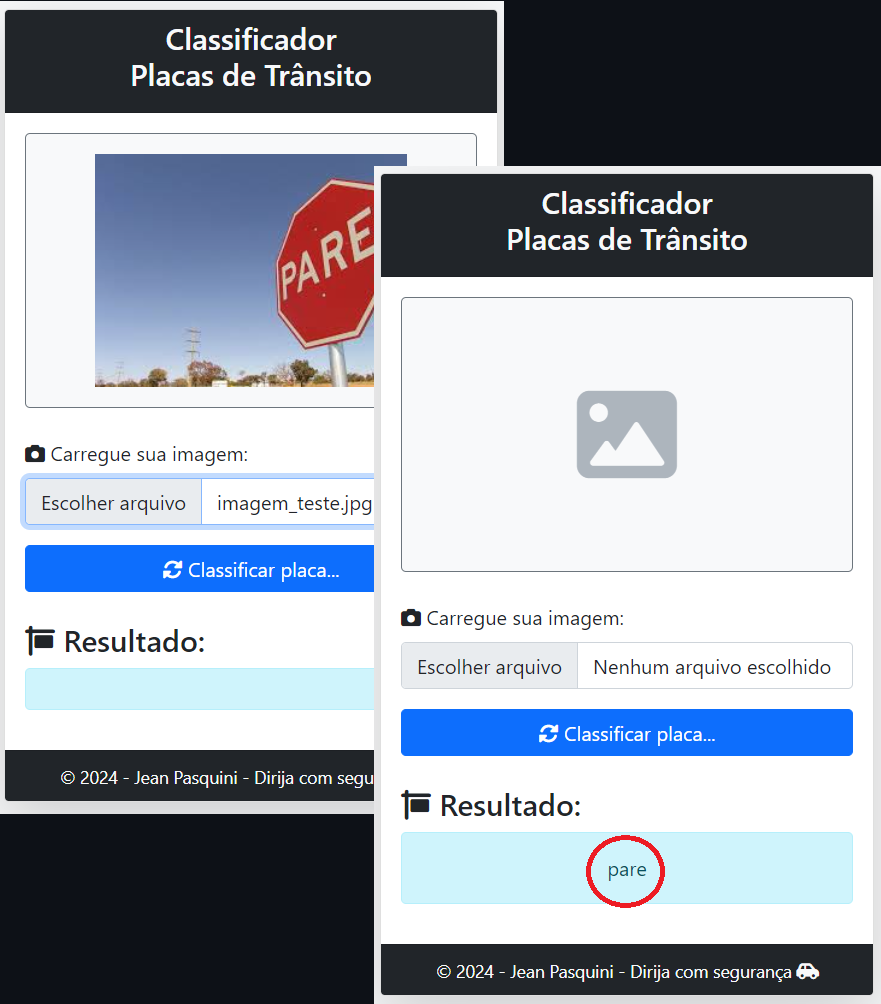 Classificador
Placas de Trânsito
PARE
Carregue sua imagem:
Escolher arquivo imagem_teste.jpg
Classificar placa...
Resultado:
© 2024 - Jean Pasquini - Dirija com segu
Classificador
Placas de Trânsito
Carregue sua imagem:
Escolher arquivo Nenhum arquivo escolhido
Classificar placa...
Resultado:
pare
© 2024 - Jean Pasquini - Dirija com segurança